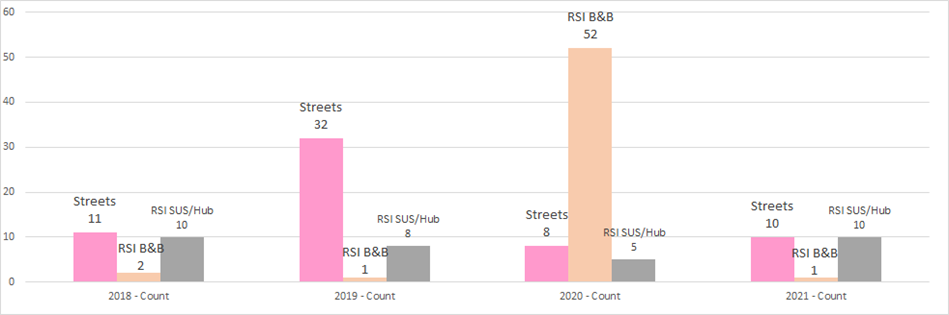 60
50
40
30
20
10
0
Streets
11
RSI B&B
2
RSI SUS/Hub
10
Streets
32
RSI B&B
1
RSI SUS/Hub
8
Streets
8
RSI B&B
52
RSI SUS/Hub
5
Streets
10
RSI B&B
1
RSI SUS/Hub
10
2018 - Count
2019 - Count
2020 - Count
2021 - Count